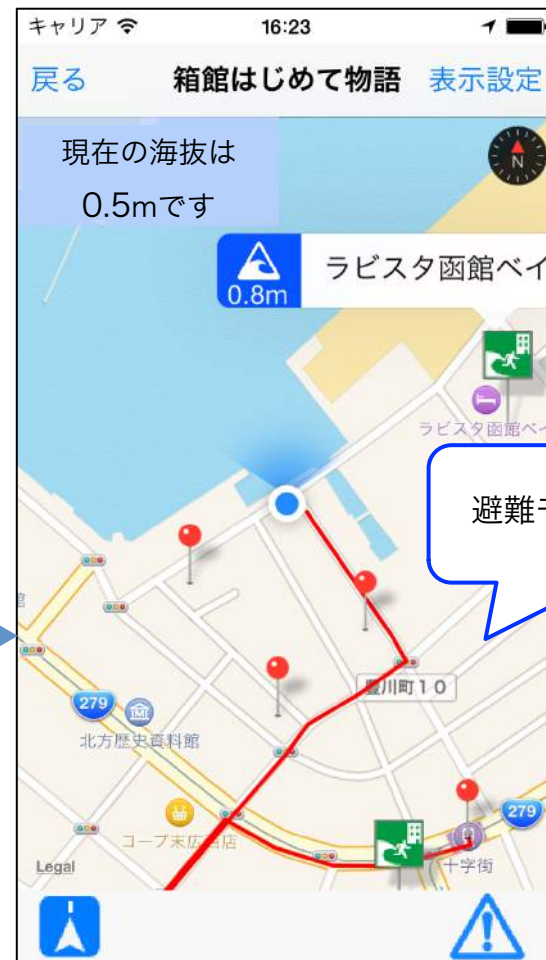 キャリア 16:23
戻る 箱館はじめて物語 表示設定
現在の海抜は
0.5mです
N
0.8m ラビスタ函館ベイ
ラビスタ函館ベイ
避難
豊川町10
279
北方歴史資料館
279
コープ末広西店
十字街
Legal